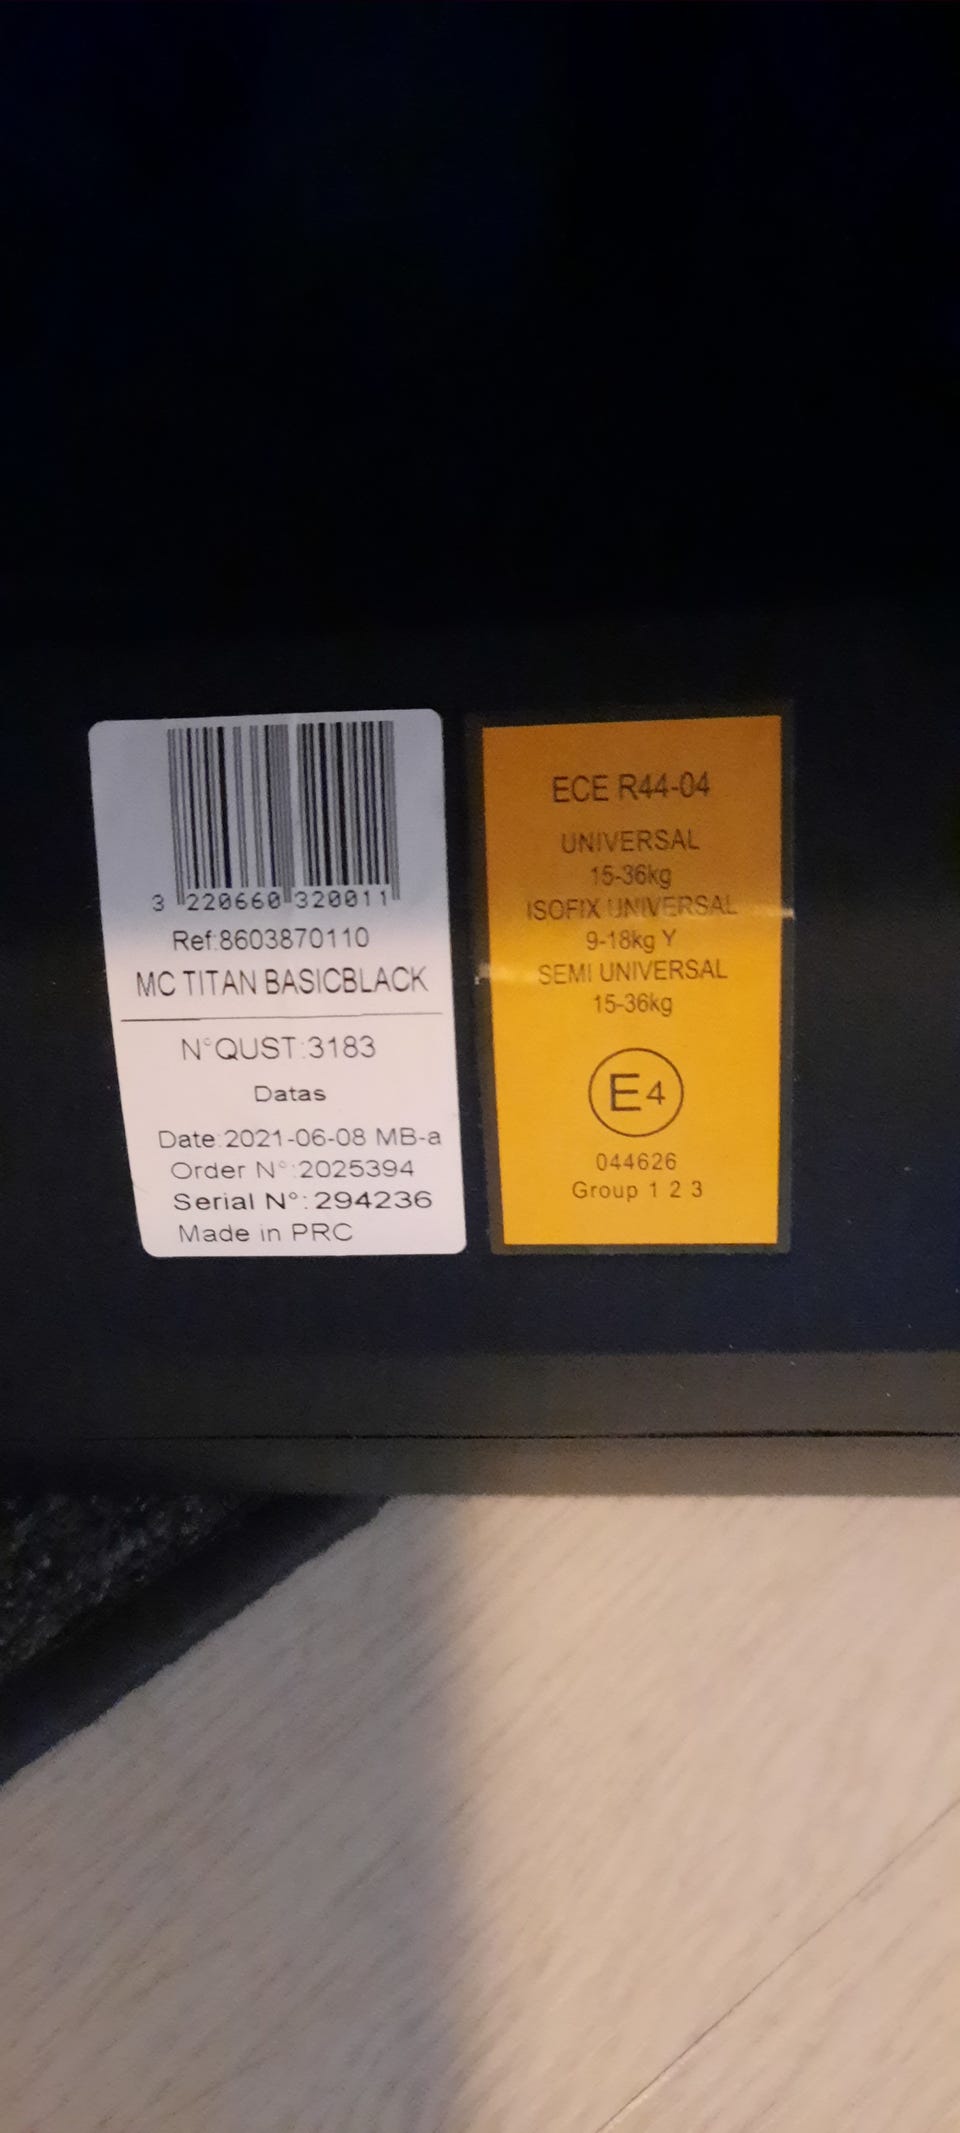 3 220660 320011
Ref:8603870110
MC TITAN BASICBLACK
N°QUST:3183
Datas
Date:2021-06-08 MB-a
Order N°:2025394
Serial N°:294236
Made in PRC
ECE R44-04
UNIVERSAL
15-36kg
ISOFIX UNIVERSAL
9-18kg Y
SEMI UNIVERSAL
15-36kg
E4
044626
Group 1 2 3